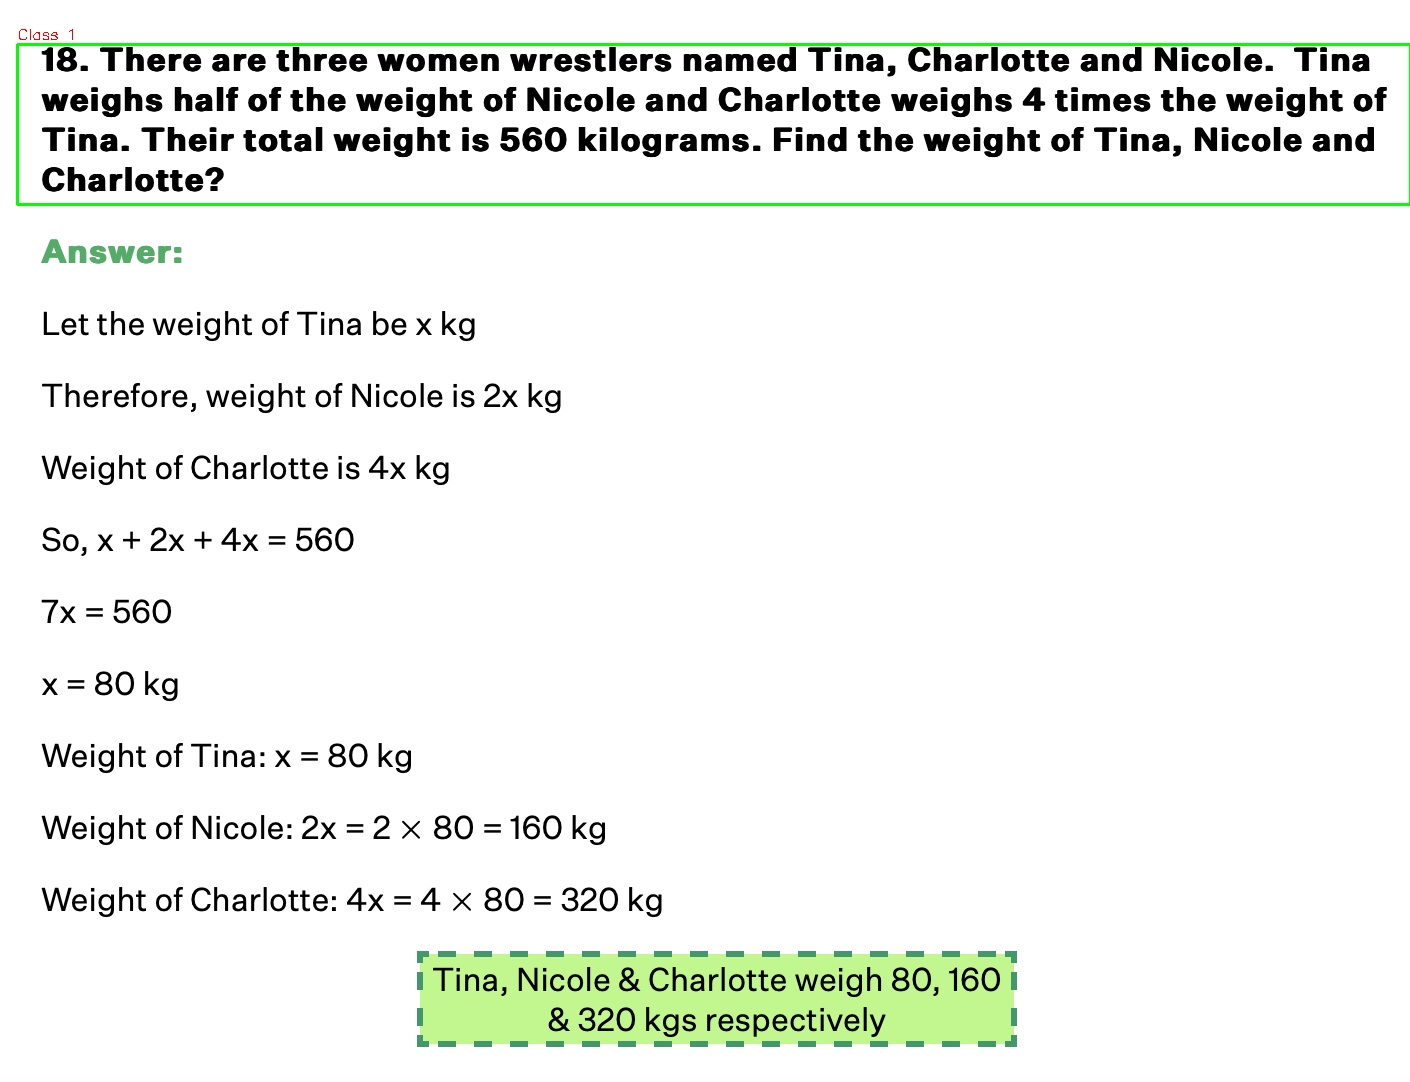 Class 1
18. There are three women wrestlers named Tina, Charlotte and Nicole.  Tina
weighs half of the weight of Nicole and Charlotte weighs 4 times the weight of
Tina. Their total weight is 560 kilograms. Find the weight of Tina, Nicole and
Charlotte?
Answer:
Let the weight of Tina be x kg
Therefore, weight of Nicole is 2x kg
Weight of Charlotte is 4x kg
So, x + 2x + 4x = 560
7x = 560
x = 80 kg
Weight of Tina: x = 80 kg
Weight of Nicole: 2x = 2 × 80 = 160 kg
Weight of Charlotte: 4x = 4 × 80 = 320 kg
Tina, Nicole & Charlotte weigh 80, 160
& 320 kgs respectively